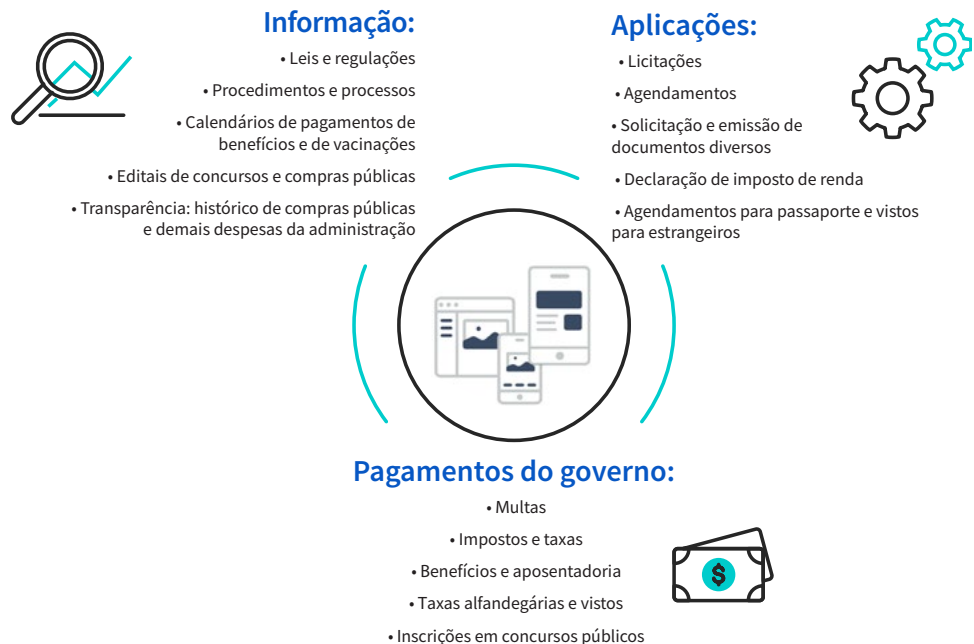 Informação:
• Leis e regulações
• Procedimentos e processos
• Calendários de pagamentos de
benefícios e de vacinações
• Editais de concursos e compras públicas
• Transparência: histórico de compras públicas
e demais despesas da administração
Aplicações:
• Licitações
• Agendamentos
• Solicitação e emissão de
documentos diversos
• Declaração de imposto de renda
• Agendamentos para passaporte e vistos
para estrangeiros
Pagamentos do governo:
• Multas
• Impostos e taxas
• Benefícios e aposentadoria
• Taxas alfandegárias e vistos
• Inscrições em concursos públicos
$